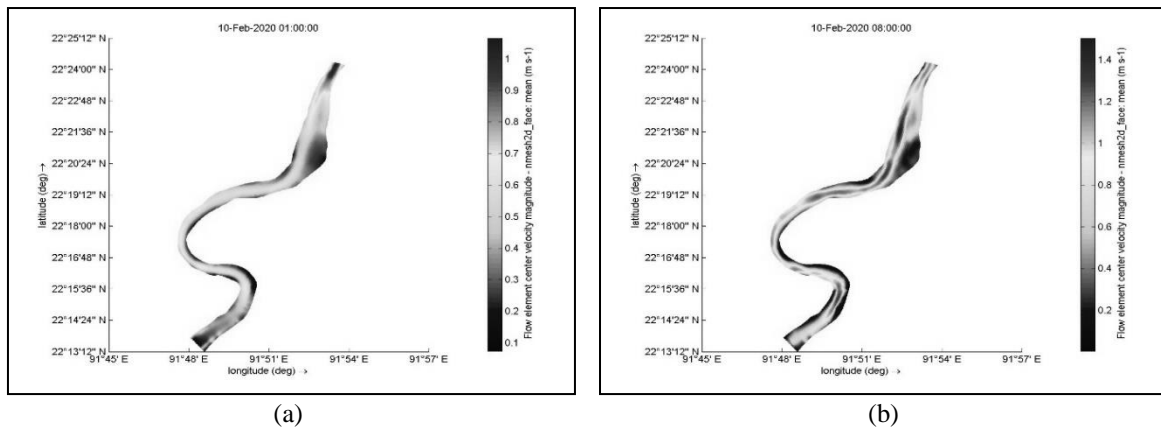 10-Feb-2020 01:00:00
22°25'12" N
22°24'00" N
22°22'48" N
22°21'36" N
22°20'24" N
22°19'12" N
22°18'00" N
22°16'48" N
22°15'36" N
22°14'24" N
22°13'12" N
91°45' E 91°48' E 91°51' E 91°54' E 91°57' E
longitude (deg) →
latitude (deg) →
1
0.9
0.8
0.7
0.6
0.5
0.4
0.3
0.2
0.1
Flow element center velocity magnitude - nmesh2d_face: mean (m s-1)
(a)
10-Feb-2020 08:00:00
22°25'12" N
22°24'00" N
22°22'48" N
22°21'36" N
22°20'24" N
22°19'12" N
22°18'00" N
22°16'48" N
22°15'36" N
22°14'24" N
22°13'12" N
91°45' E 91°48' E 91°51' E 91°54' E 91°57' E
longitude (deg) →
latitude (deg) →
1.4
1.2
1
0.8
0.6
0.4
0.2
Flow element center velocity magnitude - nmesh2d_face: mean (m s-1)
(b)